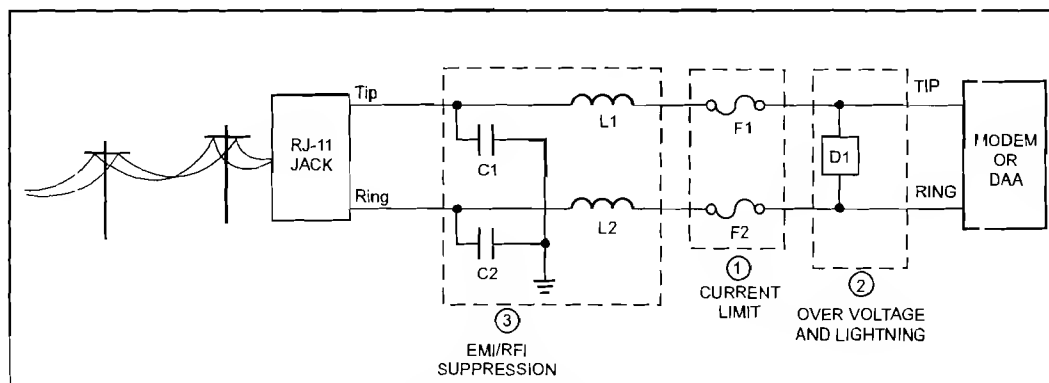 Tip
RJ-11
JACK
Ring
C1
C2
L1
L2
F1
F2
D1
TIP
RING
MODEM
OR
DAA
3
EMI/RFI
SUPPRESSION
1
CURRENT
LIMIT
2
OVER VOLTAGE
AND LIGHTNING